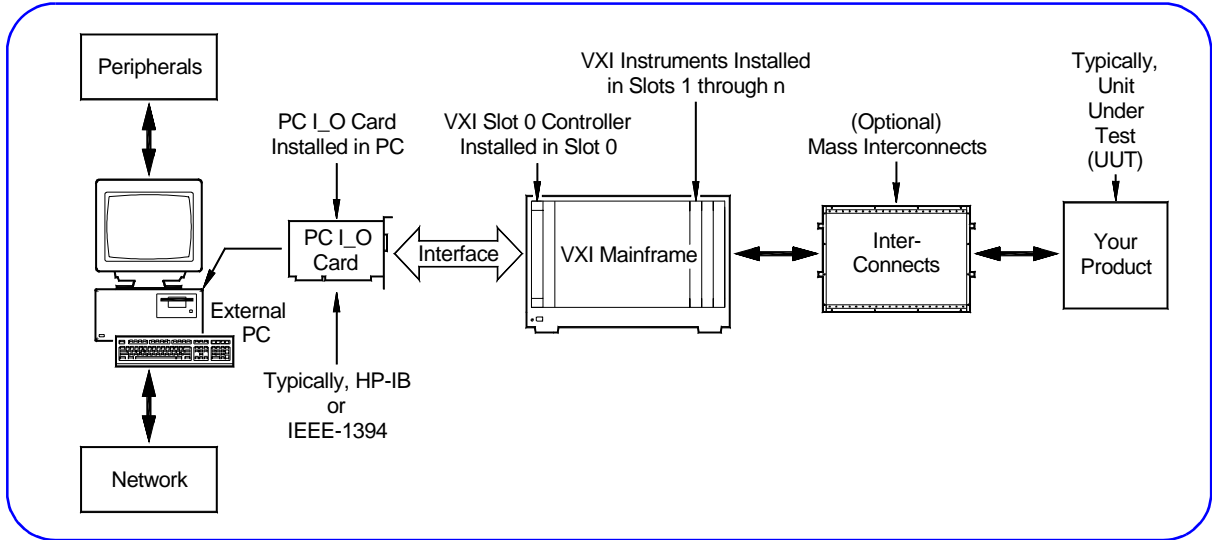 Peripherals
PC I_O Card
Installed in PC
VXI Slot 0 Controller
Installed in Slot 0
VXI Instruments Installed
in Slots 1 through n
(Optional)
Mass Interconnects
Typically,
Unit
Under
Test
(UUT)
PC I_O
Card
Interface
VXI Mainframe
Inter-
Connects
Your
Product
External
PC
Typically, HP-IB
or
IEEE-1394
Network